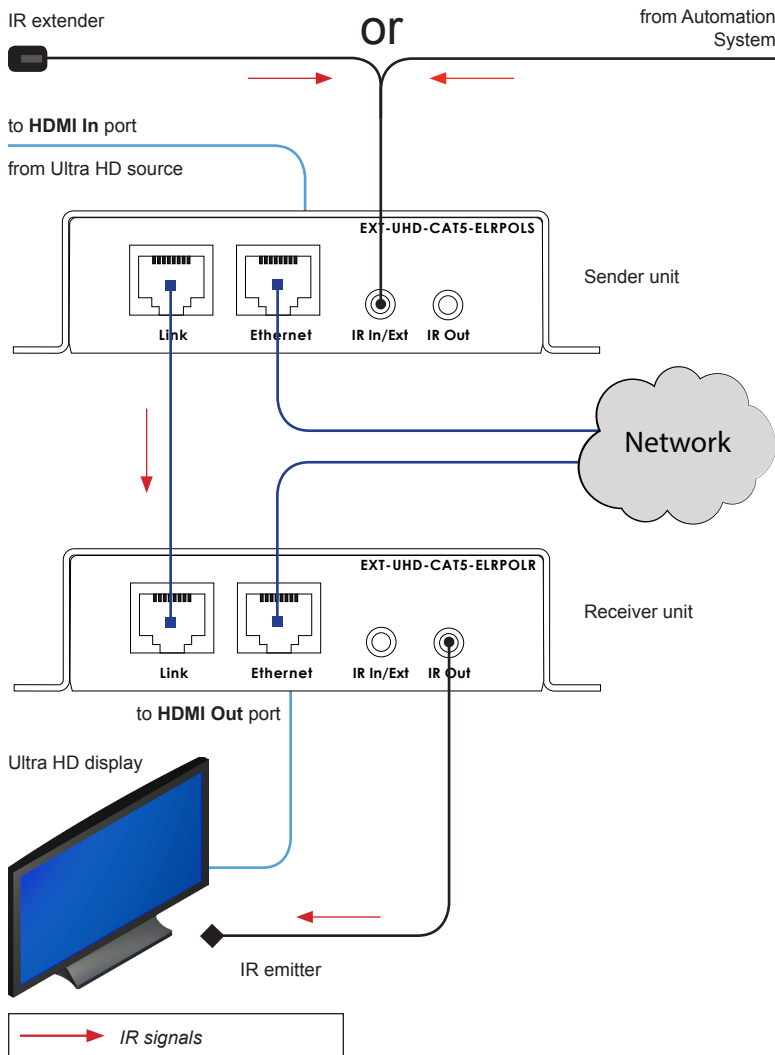 IR extender
or
from Automation
System
to HDMI In port
from Ultra HD source
EXT-UHD-CAT5-ELRPOLS
Sender unit
Link Ethernet IR In/Ext IR Out
Network
EXT-UHD-CAT5-ELRPOLR
Receiver unit
Link Ethernet IR In/Ext IR Out
to HDMI Out port
Ultra HD display
IR emitter
IR signals